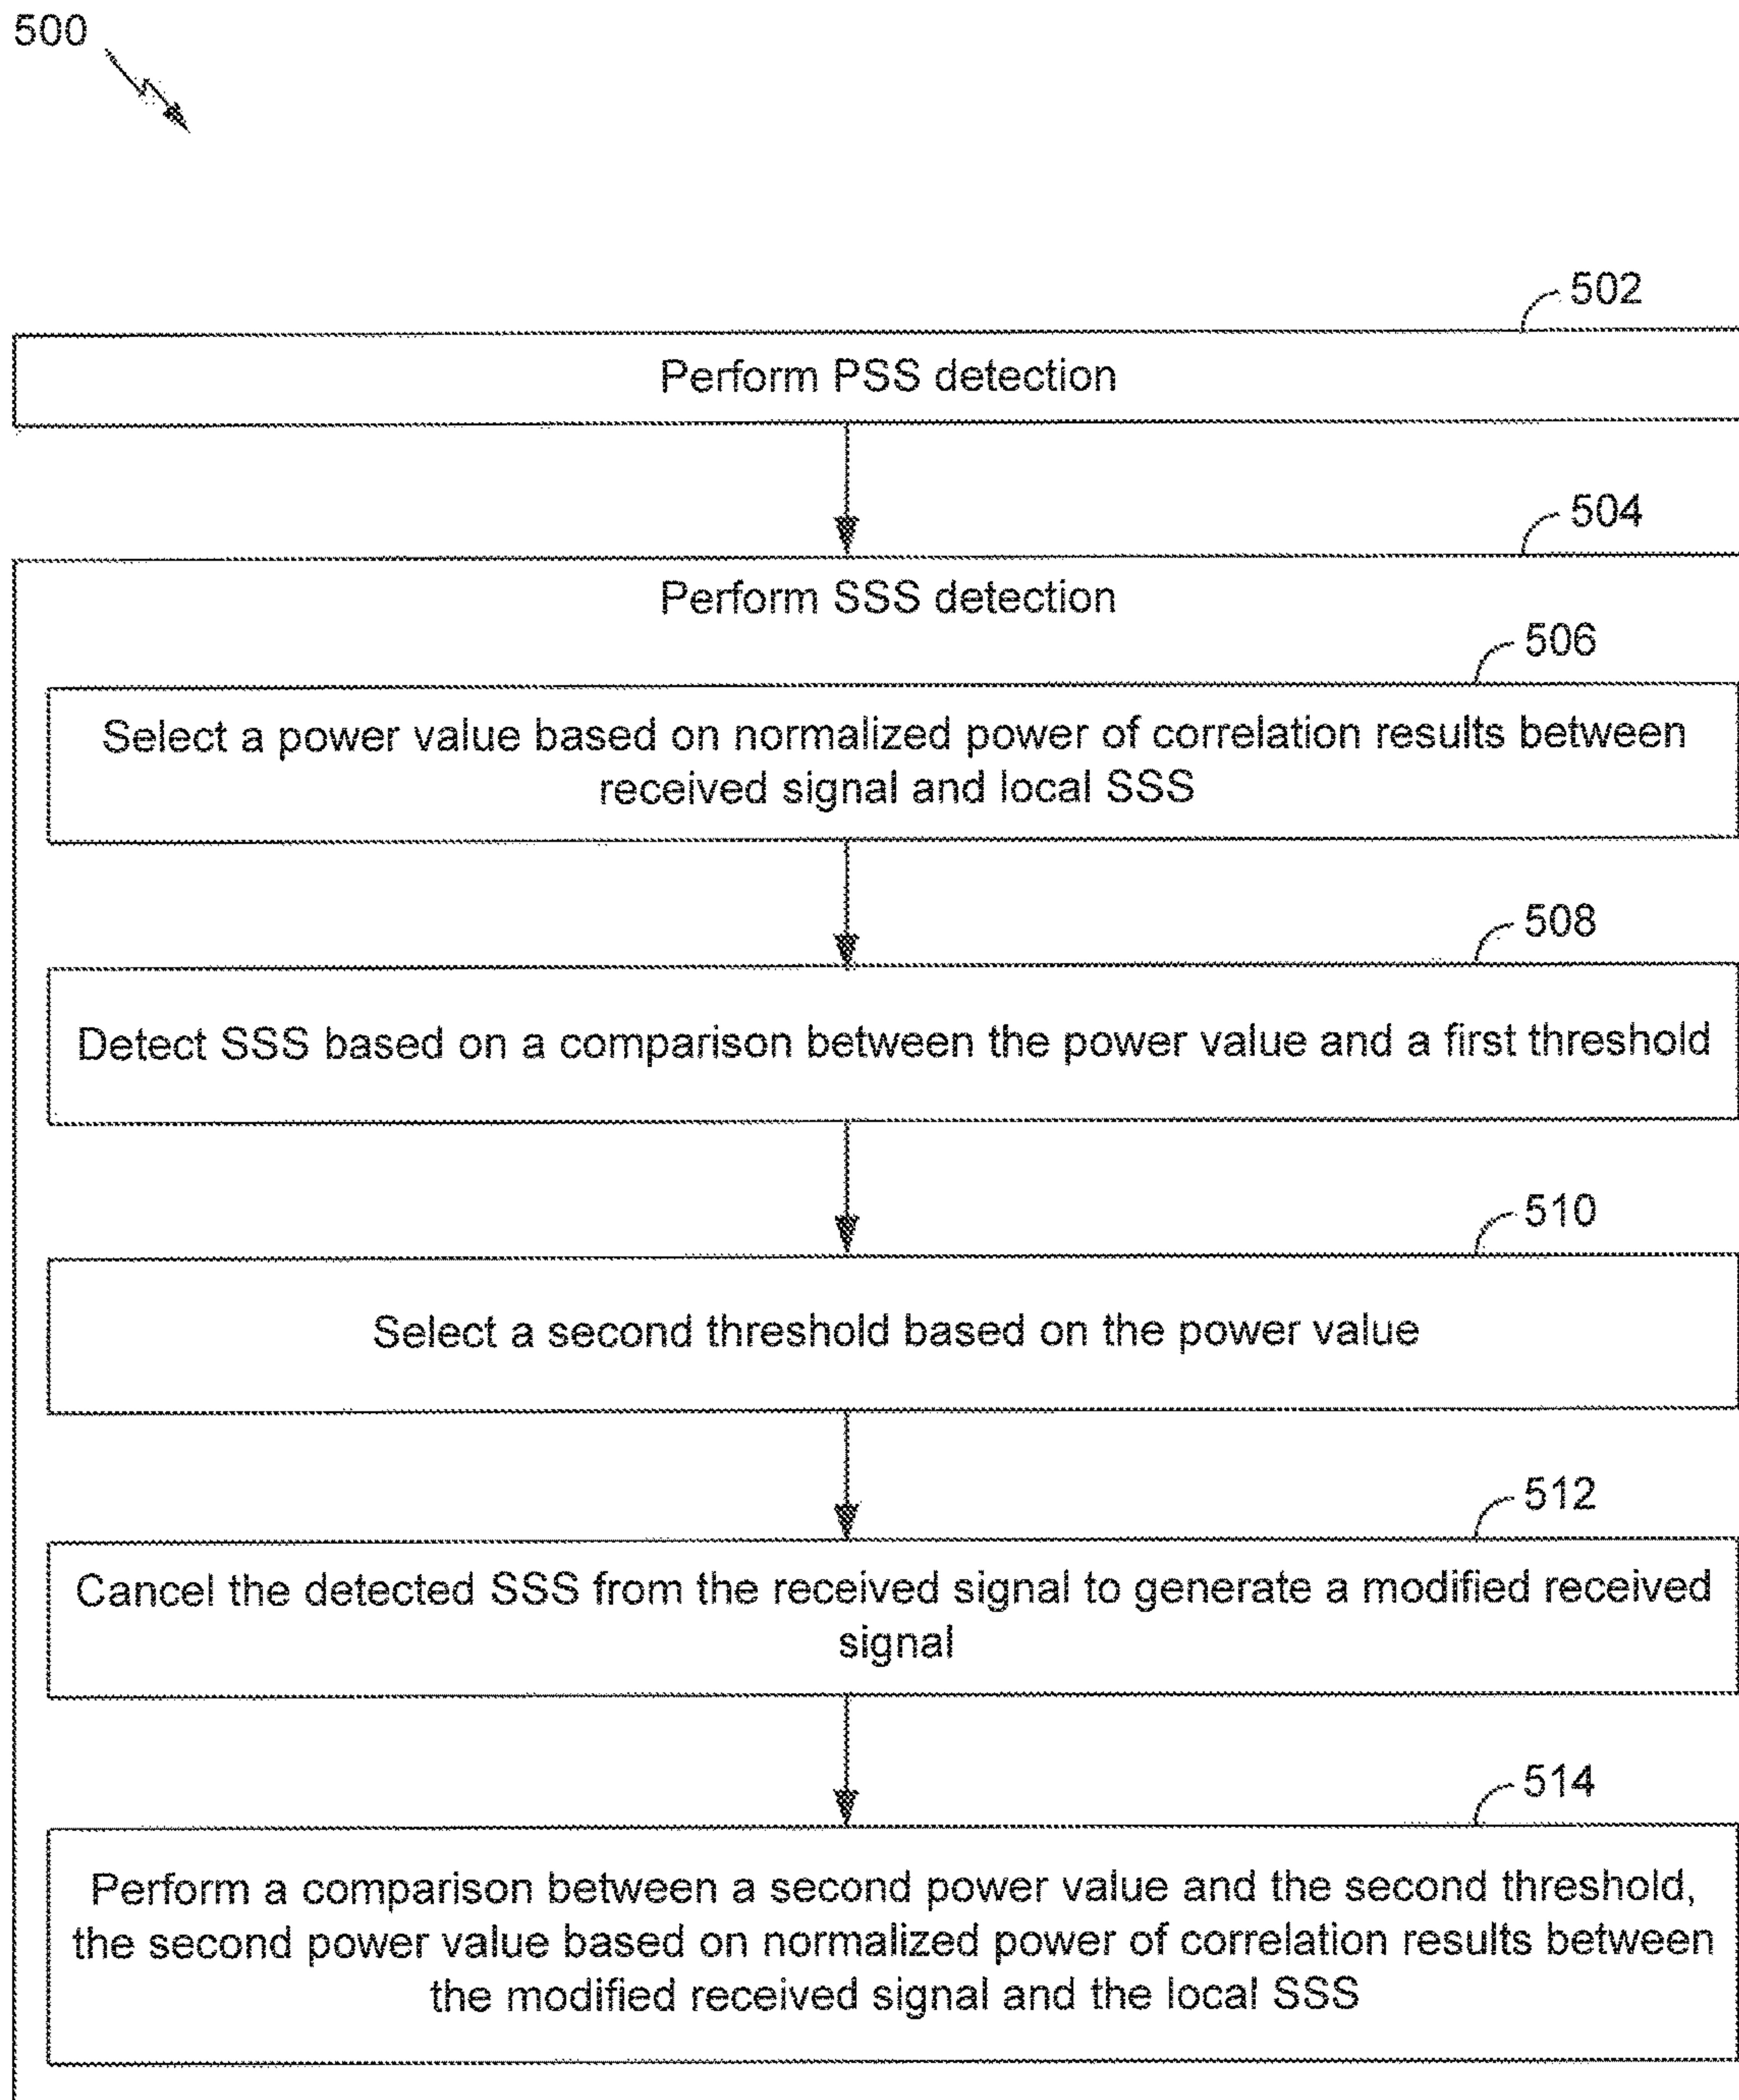 500
502
Perform PSS detection
504
Perform SSS detection
506
Select a power value based on normalized power of correlation results between
received signal and local SSS
508
Detect SSS based on a comparison between the power value and a first threshold
510
Select a second threshold based on the power value
512
Cancel the detected SSS from the received signal to generate a modified received
signal
514
Perform a comparison between a second power value and the second threshold,
the second power value based on normalized power of correlation results between
the modified received signal and the local SSS